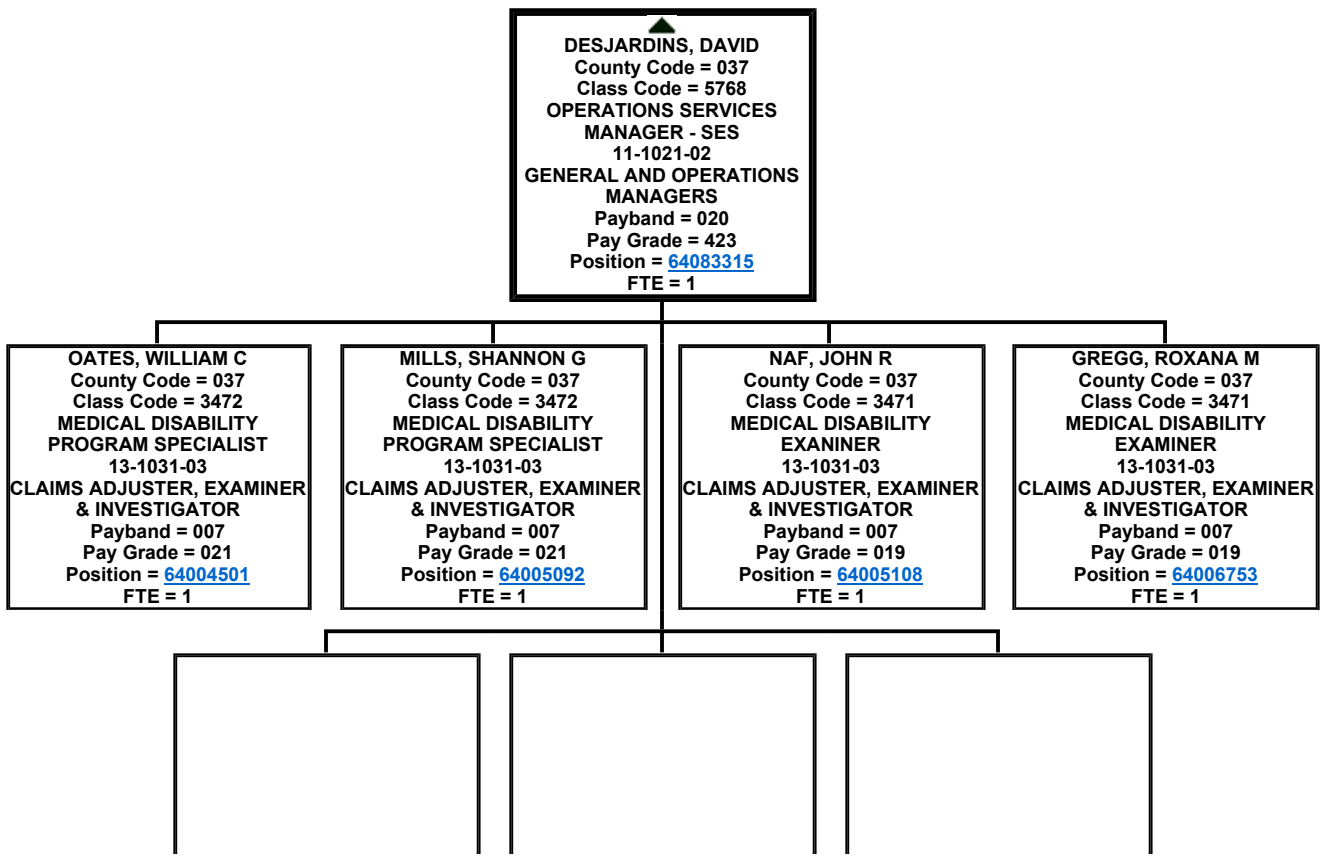 DESJARDINS, DAVID
County Code = 037
Class Code = 5768
OPERATIONS SERVICES
MANAGER - SES
11-1021-02
GENERAL AND OPERATIONS
MANAGERS
Payband = 020
Pay Grade = 423
Position = 64083315
FTE = 1
OATES, WILLIAM C
County Code = 037
Class Code = 3472
MEDICAL DISABILITY
PROGRAM SPECIALIST
13-1031-03
CLAIMS ADJUSTER, EXAMINER
& INVESTIGATOR
Payband = 007
Pay Grade = 021
Position = 64004501
FTE = 1
MILLS, SHANNON G
County Code = 037
Class Code = 3472
MEDICAL DISABILITY
PROGRAM SPECIALIST
13-1031-03
CLAIMS ADJUSTER, EXAMINER
& INVESTIGATOR
Payband = 007
Pay Grade = 021
Position = 64005092
FTE = 1
NAF, JOHN R
County Code = 037
Class Code = 3471
MEDICAL DISABILITY
EXANINER
13-1031-03
CLAIMS ADJUSTER, EXAMINER
& INVESTIGATOR
Payband = 007
Pay Grade = 019
Position = 64005108
FTE = 1
GREGG, ROXANA M
County Code = 037
Class Code = 3471
MEDICAL DISABILITY
EXAMINER
13-1031-03
CLAIMS ADJUSTER, EXAMINER
& INVESTIGATOR
Payband = 007
Pay Grade = 019
Position = 64006753
FTE = 1